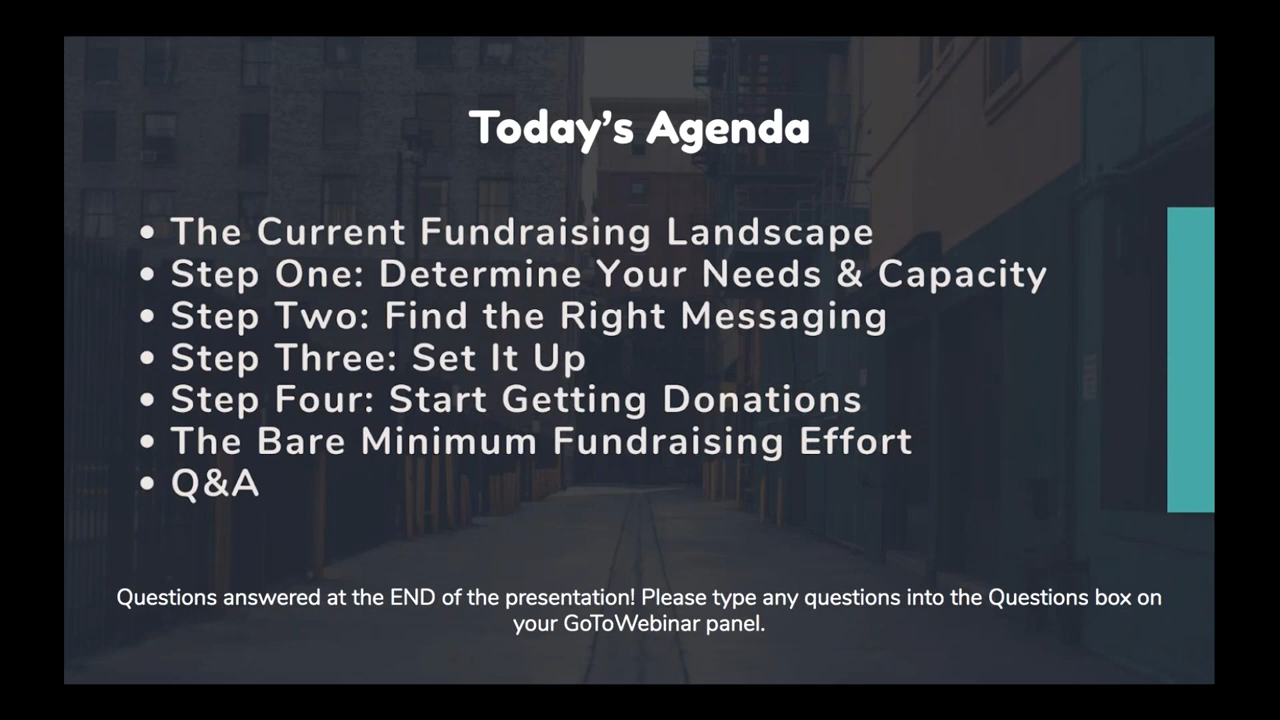 Today's Agenda
• The Current Fundraising Landscape
• Step One: Determine Your Needs & Capacity
• Step Two: Find the Right Messaging
• Step Three: Set It Up
• Step Four: Start Getting Donations
• The Bare Minimum Fundraising Effort
• Q&A
Questions answered at the END of the presentation! Please type any questions into the Questions box on
your GoToWebinar panel.